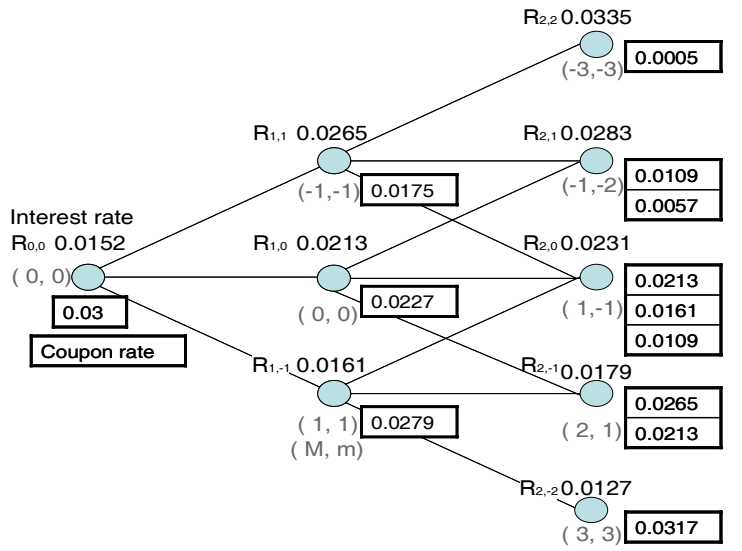 R2,2 0.0335
0.0005
(-3,-3)
R1,1 0.0265
R2,1 0.0283
0.0109
(-1,-1)
0.0175
(-1,-2)
0.0057
Interest rate
R0,0 0.0152
R1,0 0.0213
R2,0 0.0231
( 0, 0)
0.0213
0.03
0.0227
( 0, 0)
( 1,-1)
0.0161
0.0109
Coupon rate
R1,-1 0.0161
R2,-1 0.0179
0.0265
( 1, 1)
0.0279
( 2, 1)
0.0213
( M, m)
R2,-2 0.0127
0.0317
( 3, 3)